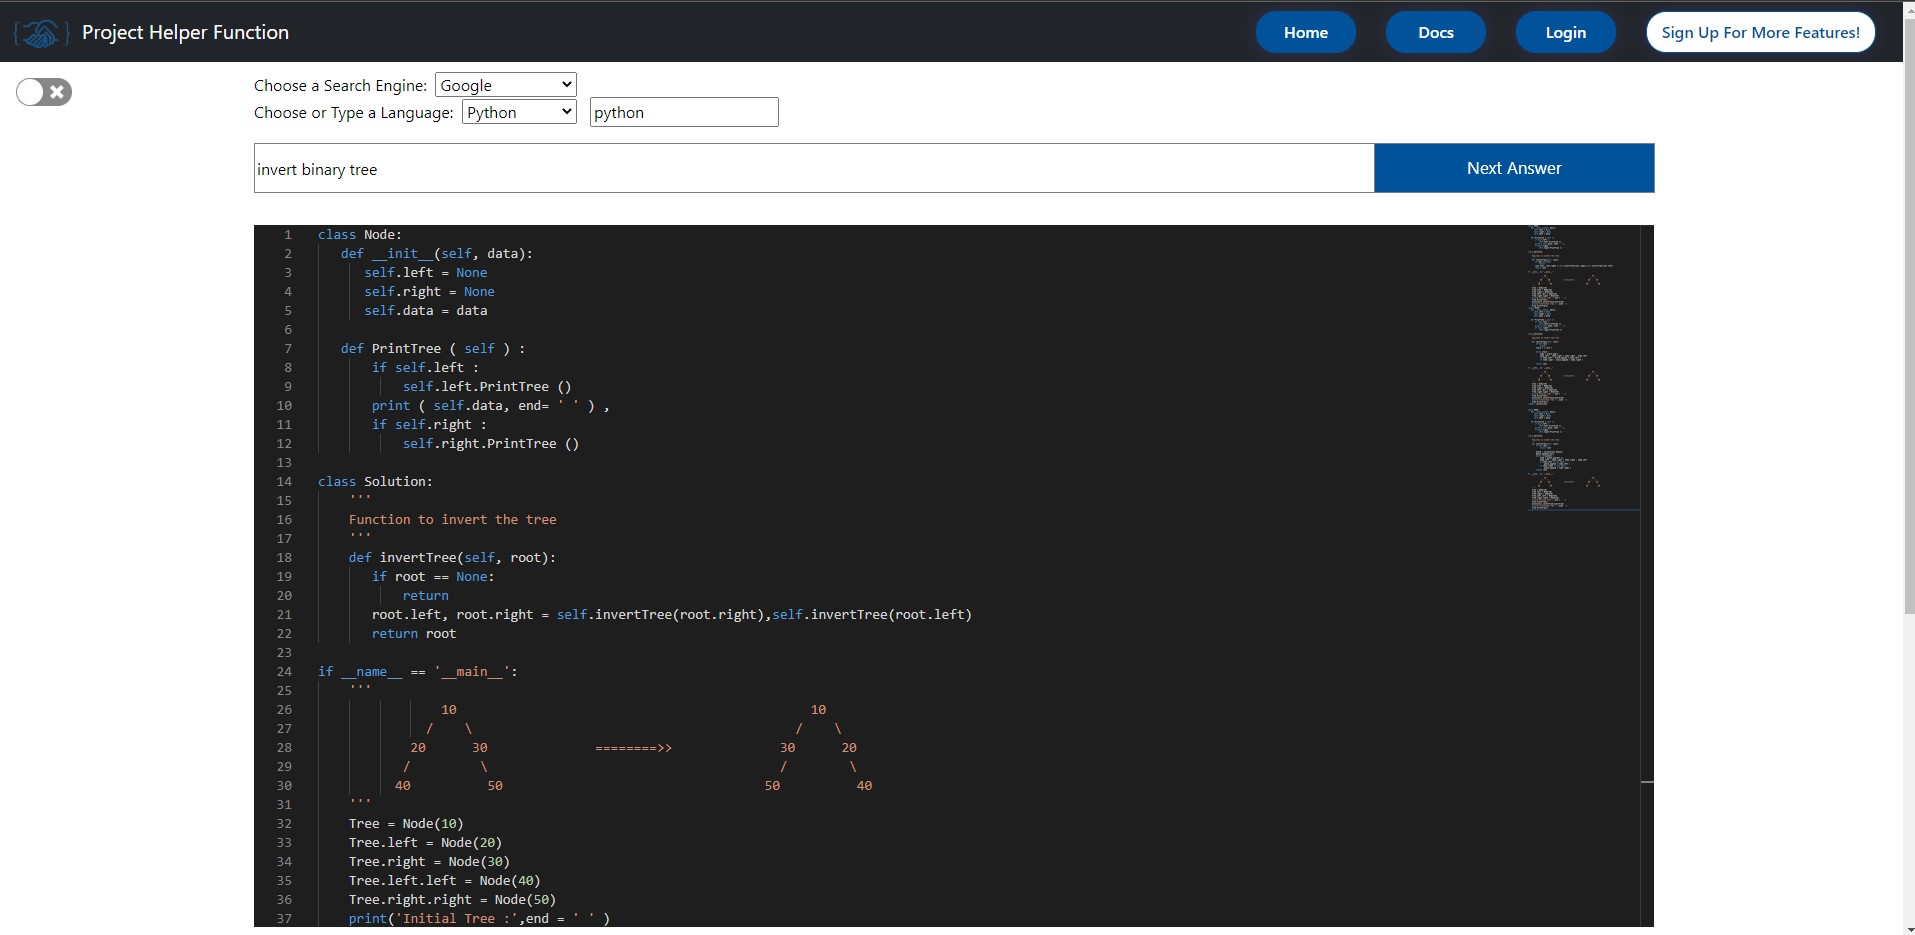 Project Helper Function
Home
Docs
Login
Sign Up For More Features!
Choose a Search Engine: Google
Choose or Type a Language: Python python
invert binary tree
Next Answer
1 class Node:
2 def __init__(self, data):
3 self.left = None
4 self.right = None
5 self.data = data
6
7 def PrintTree ( self ) :
8 if self.left :
9 self.left.PrintTree ()
10 print ( self.data, end= ' ' ) ,
11 if self.right :
12 self.right.PrintTree ()
13
14 class Solution:
15 '''
16 Function to invert the tree
17 '''
18 def invertTree(self, root):
19 if root == None:
20 return
21 root.left, root.right = self.invertTree(root.right),self.invertTree(root.left)
22 return root
23
24 if __name__ == '__main__':
25 '''
26 10 10
27 / \ / \
28 20 30 ========>> 30 20
29 / \ / \
30 40 50 50 40
31 '''
32 Tree = Node(10)
33 Tree.left = Node(20)
34 Tree.right = Node(30)
35 Tree.left.left = Node(40)
36 Tree.right.right = Node(50)
37 print('Initial Tree :',end = ' ' )